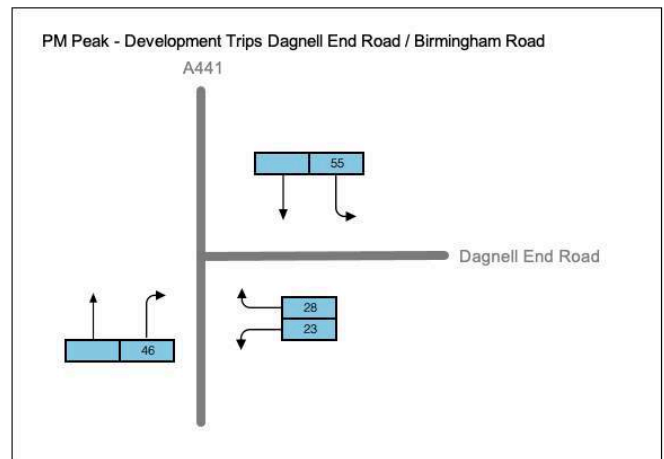 PM Peak - Development Trips Dagnell End Road / Birmingham Road
A441
55
Dagnell End Road
28
23
46